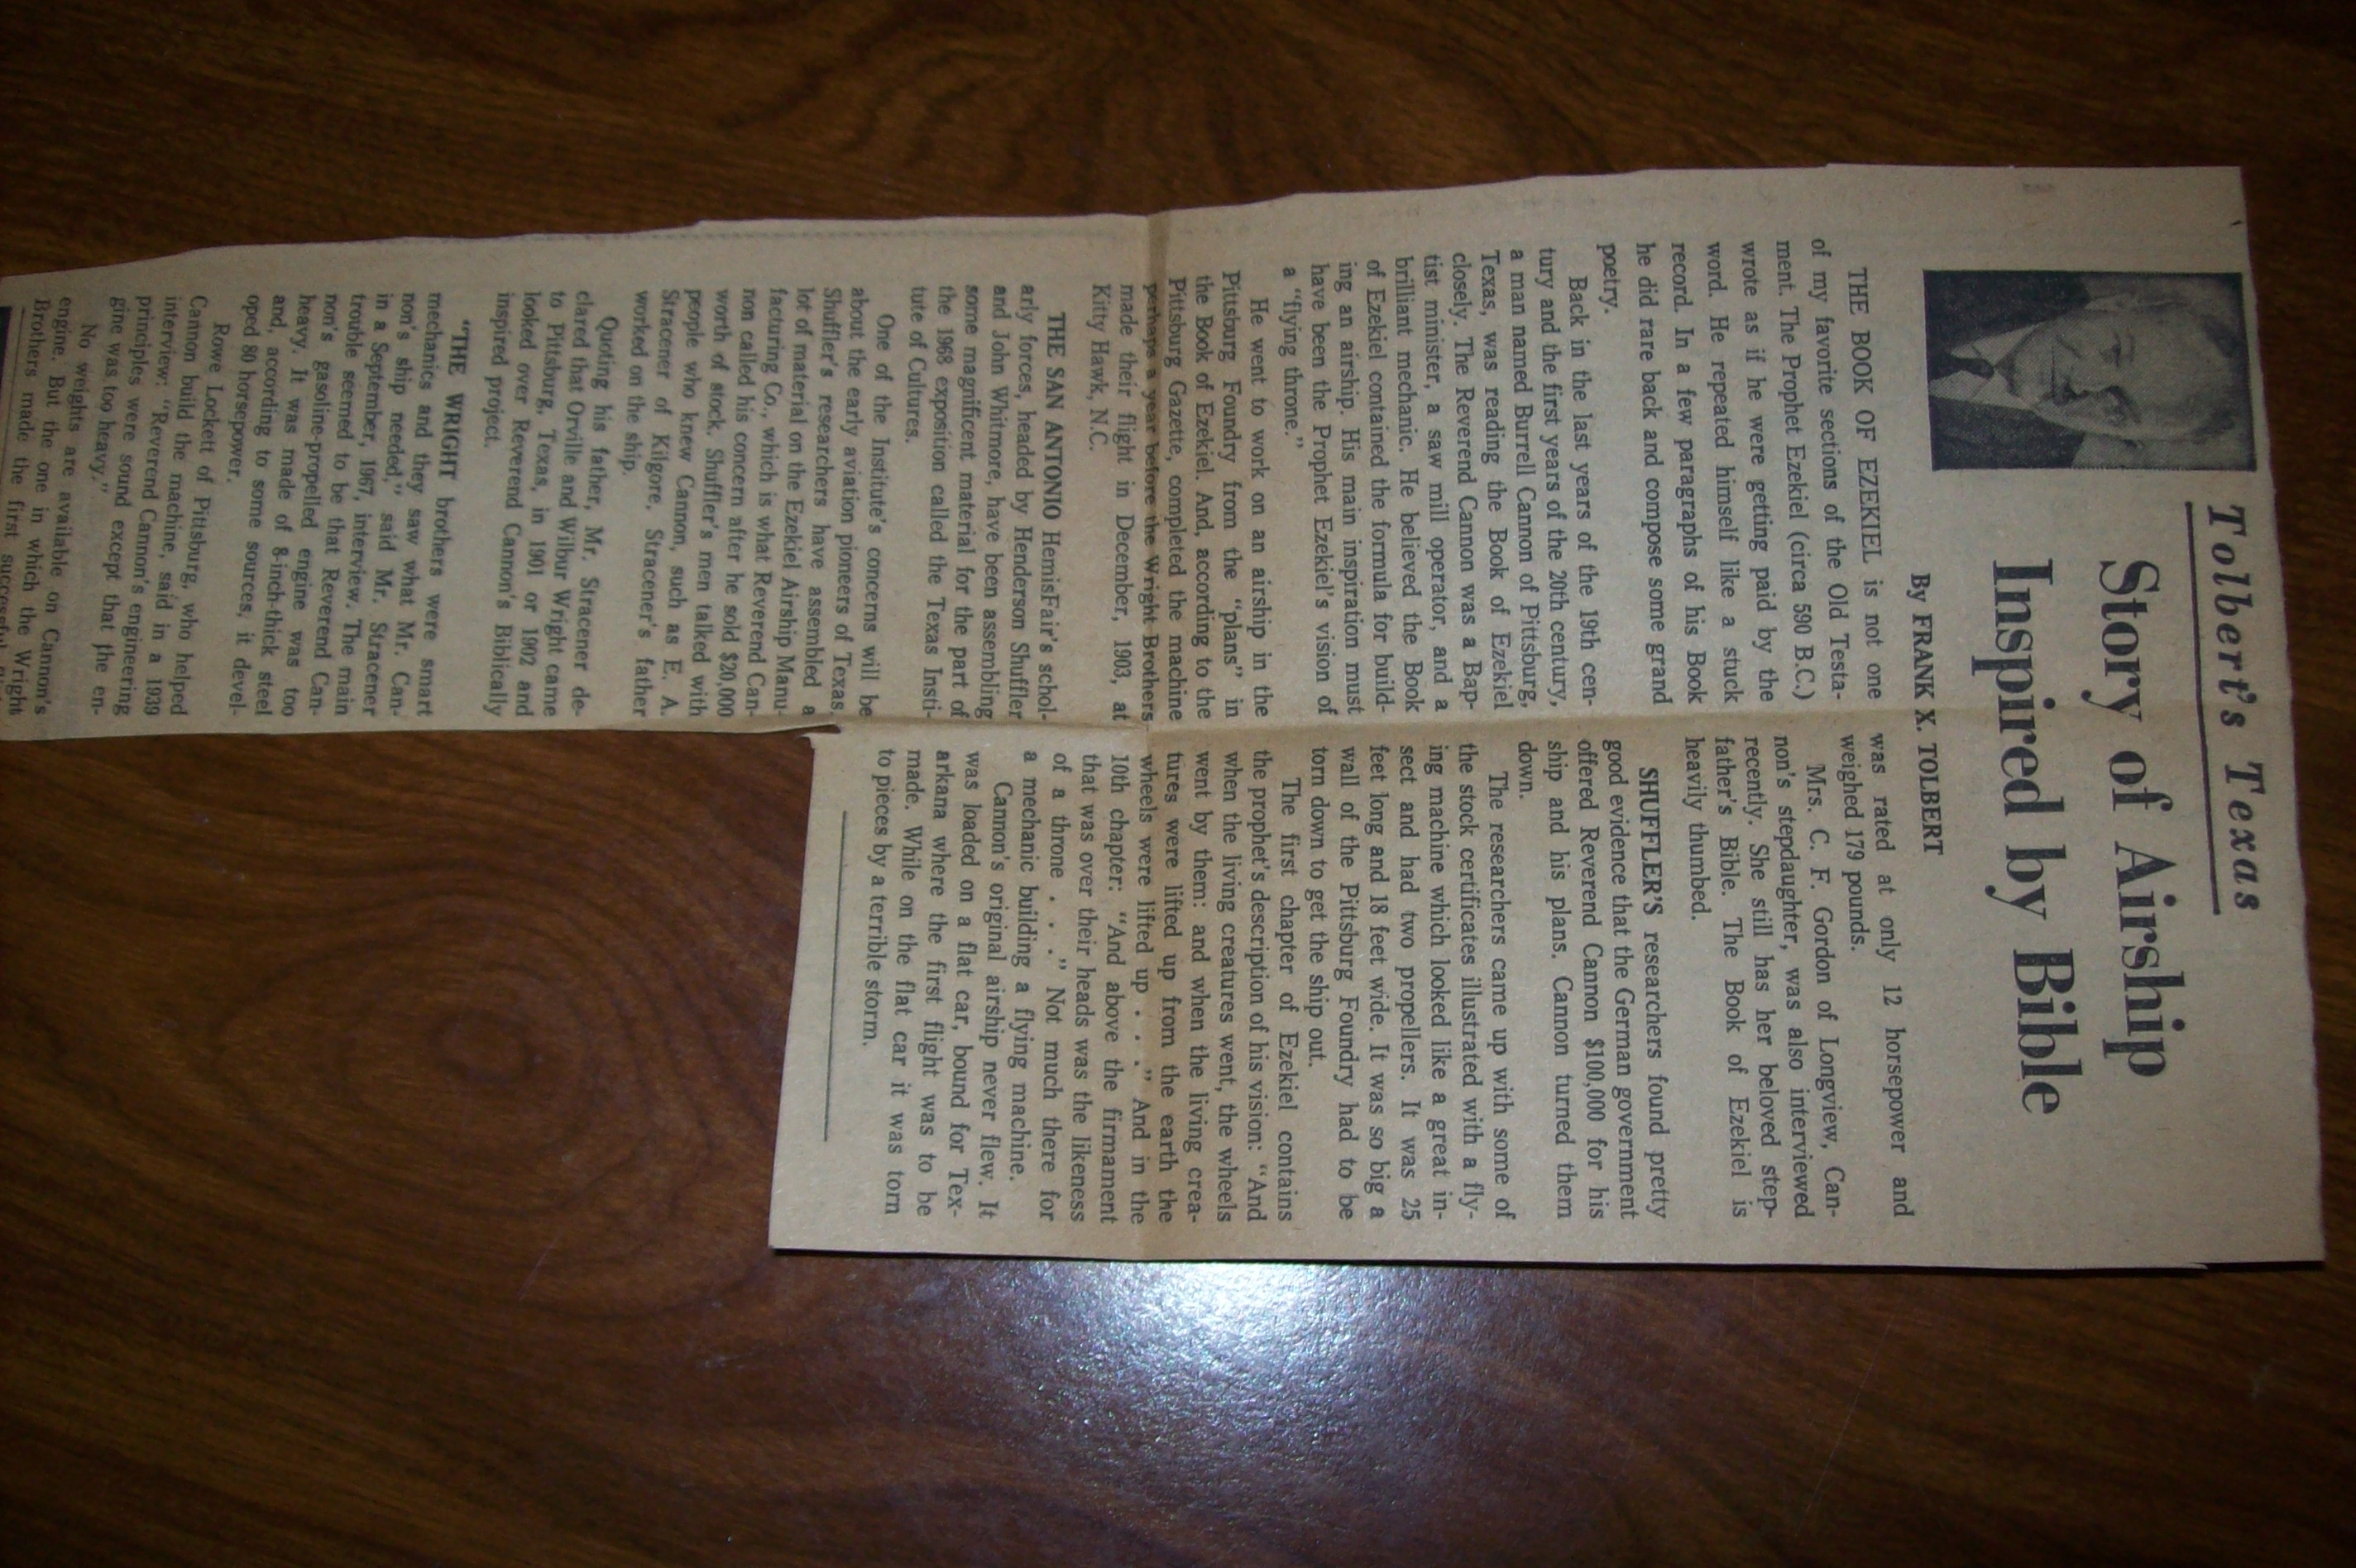 Tolbert's Texas
Story of Airship
Inspired by Bible
By FRANK X. TOLBERT
THE BOOK OF EZEKIEL is not one
of my favorite sections of the Old Testa-
ment. The Prophet Ezekiel (circa 590 B.C.)
wrote as if he were getting paid by the
word. He repeated himself like a stuck
record. In a few paragraphs of his Book
he did rare back and compose some grand
poetry.
Back in the last years of the 19th cen-
tury and the first years of the 20th century,
a man named Burrell Cannon of Pittsburg,
Texas, was reading the Book of Ezekiel
closely. The Reverend Cannon was a Bap-
tist minister, a saw mill operator, and a
brilliant mechanic. He believed the Book
of Ezekiel contained the formula for build-
ing an airship. His main inspiration must
have been the Prophet Ezekiel's vision of
a "flying throne."
He went to work on an airship in the
Pittsburg Foundry from the "plans" in
the Book of Ezekiel. And, according to the
Pittsburg Gazette, completed the machine
perhaps a year before the Wright Brothers
made their flight in December, 1903, at
Kitty Hawk, N.C.
THE SAN ANTONIO HemisFair's schol-
arly forces, headed by Henderson Shuffler
and John Whitmore, have been assembling
some magnificent material for the part of
the 1968 exposition called the Texas Insti-
tute of Cultures.
One of the Institute's concerns will be
about the early aviation pioneers of Texas.
Shuffler's researchers have assembled a
lot of material on the Ezekiel Airship Manu-
facturing Co., which is what Reverend Can-
non called his concern after he sold $20,000
worth of stock. Shuffler's men talked with
people who knew Cannon, such as E. A.
Stracener of Kilgore, Stracener's father
worked on the ship.
Quoting his father, Mr. Stracener de-
clared that Orville and Wilbur Wright came
to Pittsburg, Texas, in 1901 or 1902 and
looked over Reverend Cannon's Biblically
inspired project.
"THE WRIGHT brothers were smart
mechanics and they saw what Mr. Can-
non's ship needed," said Mr. Stracener
in a September, 1967, interview. The main
trouble seemed to be that Reverend Can-
non's gasoline-propelled engine was too
heavy. It was made of 8-inch-thick steel
and, according to some sources, it devel-
oped 80 horsepower.
Rowe Lockett of Pittsburg, who helped
Cannon build the machine, said in a 1939
interview: "Reverend Cannon's engineering
principles were sound except that the en-
gine was too heavy."
No weights are available on Cannon's
engine. But the one in which the Wright
Brothers made the first successful
was rated at only 12 horsepower and
weighed 179 pounds.
Mrs. C. F. Gordon of Longview, Can-
non's stepdaughter, was also interviewed
recently. She still has her beloved step-
father's Bible. The Book of Ezekiel is
heavily thumbed.
SHUFFLER'S researchers found pretty
good evidence that the German government
offered Reverend Cannon $100,000 for his
ship and his plans. Cannon turned them
down.
The researchers came up with some of
the stock certificates illustrated with a fly-
ing machine which looked like a great in-
sect and had two propellers. It was 25
feet long and 18 feet wide. It was so big a
wall of the Pittsburg Foundry had to be
torn down to get the ship out.
The first chapter of Ezekiel contains
the prophet's description of his vision: "And
when the living creatures went, the wheels
went by them: and when the living crea-
tures were lifted up from the earth the
wheels were lifted up . . ." And in the
10th chapter: "And above the firmament
that was over their heads was the likeness
of a throne . . ." Not much there for
a mechanic building a flying machine.
Cannon's original airship never flew. It
was loaded on a flat car, bound for Tex-
arkana where the first flight was to be
made. While on the flat car it was torn
to pieces by a terrible storm.